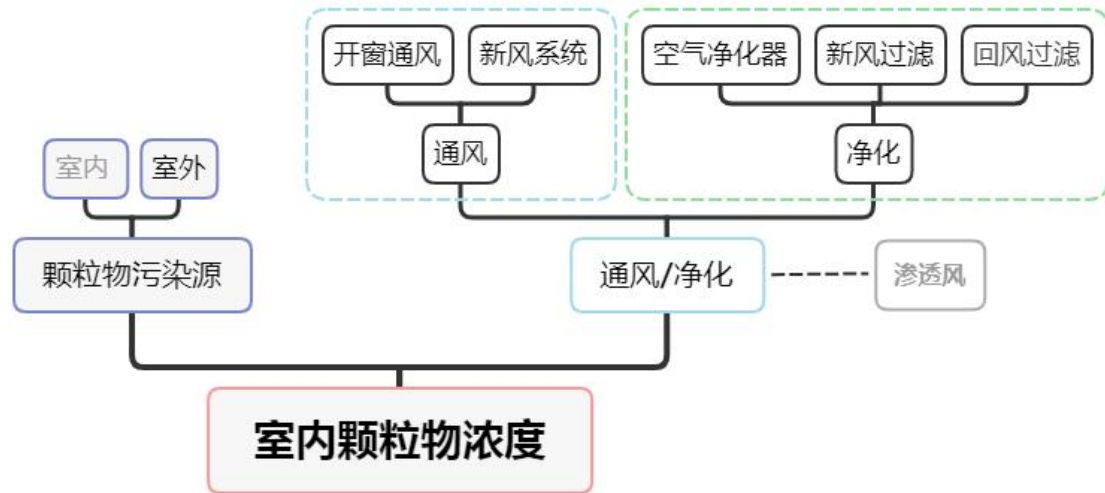 开窗通风
新风系统
空气净化器
新风过滤
回风过滤
通风
净化
室内
室外
颗粒物污染源
通风/净化
渗透风
室内颗粒物浓度